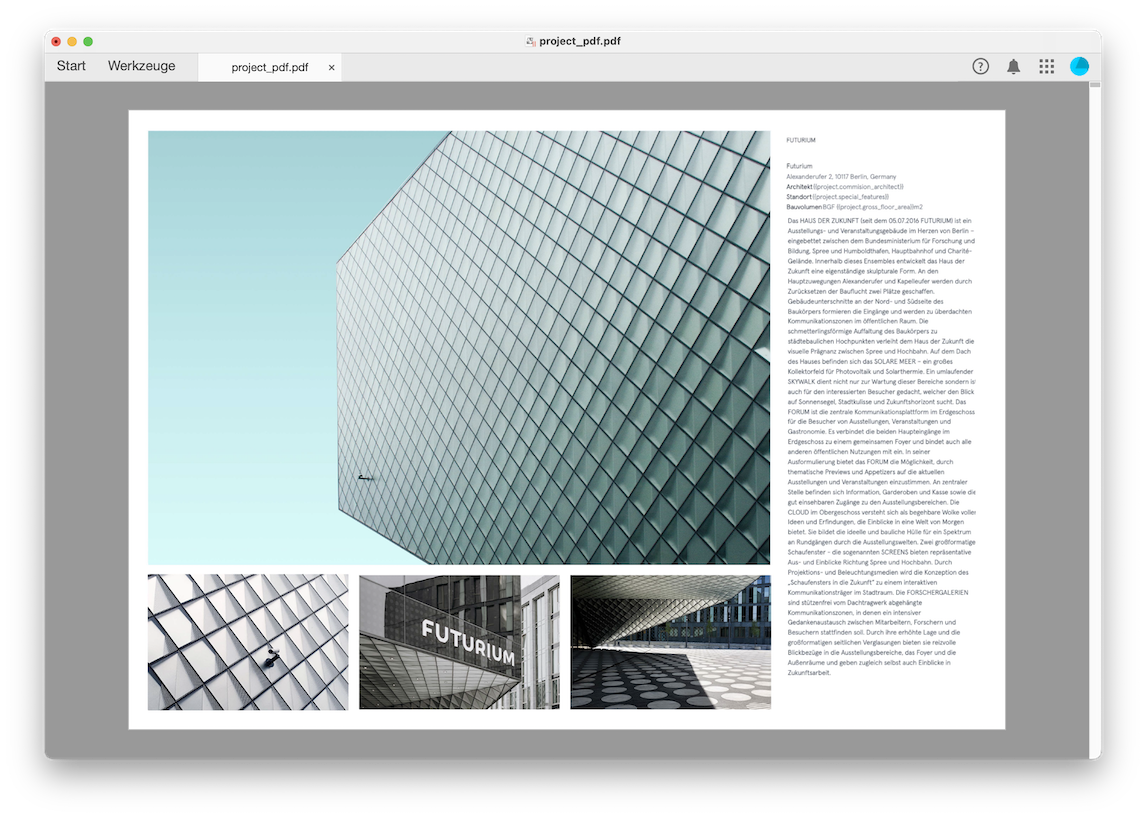 project_pdf.pdf
Start
Werkzeuge
project_pdf.pdf
×
?
FUTURIUM
Futurium
Alexanderufer 2, 10117 Berlin, Germany
Architekt{{project.commision_architect}}
Standort{{project.special_features}}
BauvolumenBGF {{project.gross_floor_area}}m2
Das HAUS DER ZUKUNFT (seit dem 05.07.2016 FUTURIUM) ist ein
Ausstellungs- und Veranstaltungsgebäude im Herzen von Berlin –
eingebettet zwischen dem Bundesministerium für Forschung und
Bildung, Spree und Humboldthafen, Hauptbahnhof und Charité-
Gelände. Innerhalb dieses Ensembles entwickelt das Haus der
Zukunft eine eigenständige skulpturale Form. An den
Hauptzuwegungen Alexanderufer und Kapelleufer werden durch
Zurücksetzen der Bauflucht zwei Plätze geschaffen.
Gebäudeunterschnitte an der Nord- und Südseite des
Baukörpers formieren die Eingänge und werden zu überdachten
Kommunikationszonen im öffentlichen Raum. Die
schmetterlingsförmige Auffaltung des Baukörpers zu
städtebaulichen Hochpunkten verleiht dem Haus der Zukunft die
visuelle Prägnanz zwischen Spree und Hochbahn. Auf dem Dach
des Hauses befinden sich das SOLARE MEER – ein großes
Kollektorfeld für Photovoltaik und Solarthermie. Ein umlaufender
SKYWALK dient nicht nur zur Wartung dieser Bereiche sondern ist
auch für den interessierten Besucher gedacht, welcher den Blick
auf Sonnensegel, Stadtkulisse und Zukunftshorizont sucht. Das
FORUM ist die zentrale Kommunikationsplattform im Erdgeschoss
für die Besucher von Ausstellungen, Veranstaltungen und
Gastronomie. Es verbindet die beiden Haupteingänge im
Erdgeschoss zu einem gemeinsamen Foyer und bindet auch alle
anderen öffentlichen Nutzungen mit ein. In seiner
Ausformulierung bietet das FORUM die Möglichkeit, durch
thematische Previews und Appetizers auf die aktuellen
Ausstellungen und Veranstaltungen einzustimmen. An zentraler
Stelle befinden sich Information, Garderoben und Kasse sowie die
gut einsehbaren Zugänge zu den Ausstellungsbereichen. Die
CLOUD im Obergeschoss versteht sich als begehbare Wolke voller
Ideen und Erfindungen, die Einblicke in eine Welt von Morgen
bietet. Sie bildet die ideelle und bauliche Hülle für ein Spektrum
an Rundgängen durch die Ausstellungswelten. Zwei großformatige
Schaufenster – die sogenannten SCREENS bieten repräsentative
Aus- und Einblicke Richtung Spree und Hochbahn. Durch
Projektions- und Beleuchtungsmedien wird die Konzeption des
„Schaufensters in die Zukunft" zu einem interaktiven
Kommunikationsträger im Stadtraum. Die FORSCHERGALERIEN
sind stützenfrei vom Dachtragwerk abgehängte
Kommunikationszonen, in denen ein intensiver
Gedankenaustausch zwischen Mitarbeitern, Forschern und
Besuchern stattfinden soll. Durch ihre erhöhte Lage und die
großformatigen seitlichen Verglasungen bieten sie reizvolle
Blickbezüge in die Ausstellungsbereiche, das Foyer und die
Außenräume und geben zugleich selbst auch Einblicke in
Zukunftsarbeit.
FUTURIUM